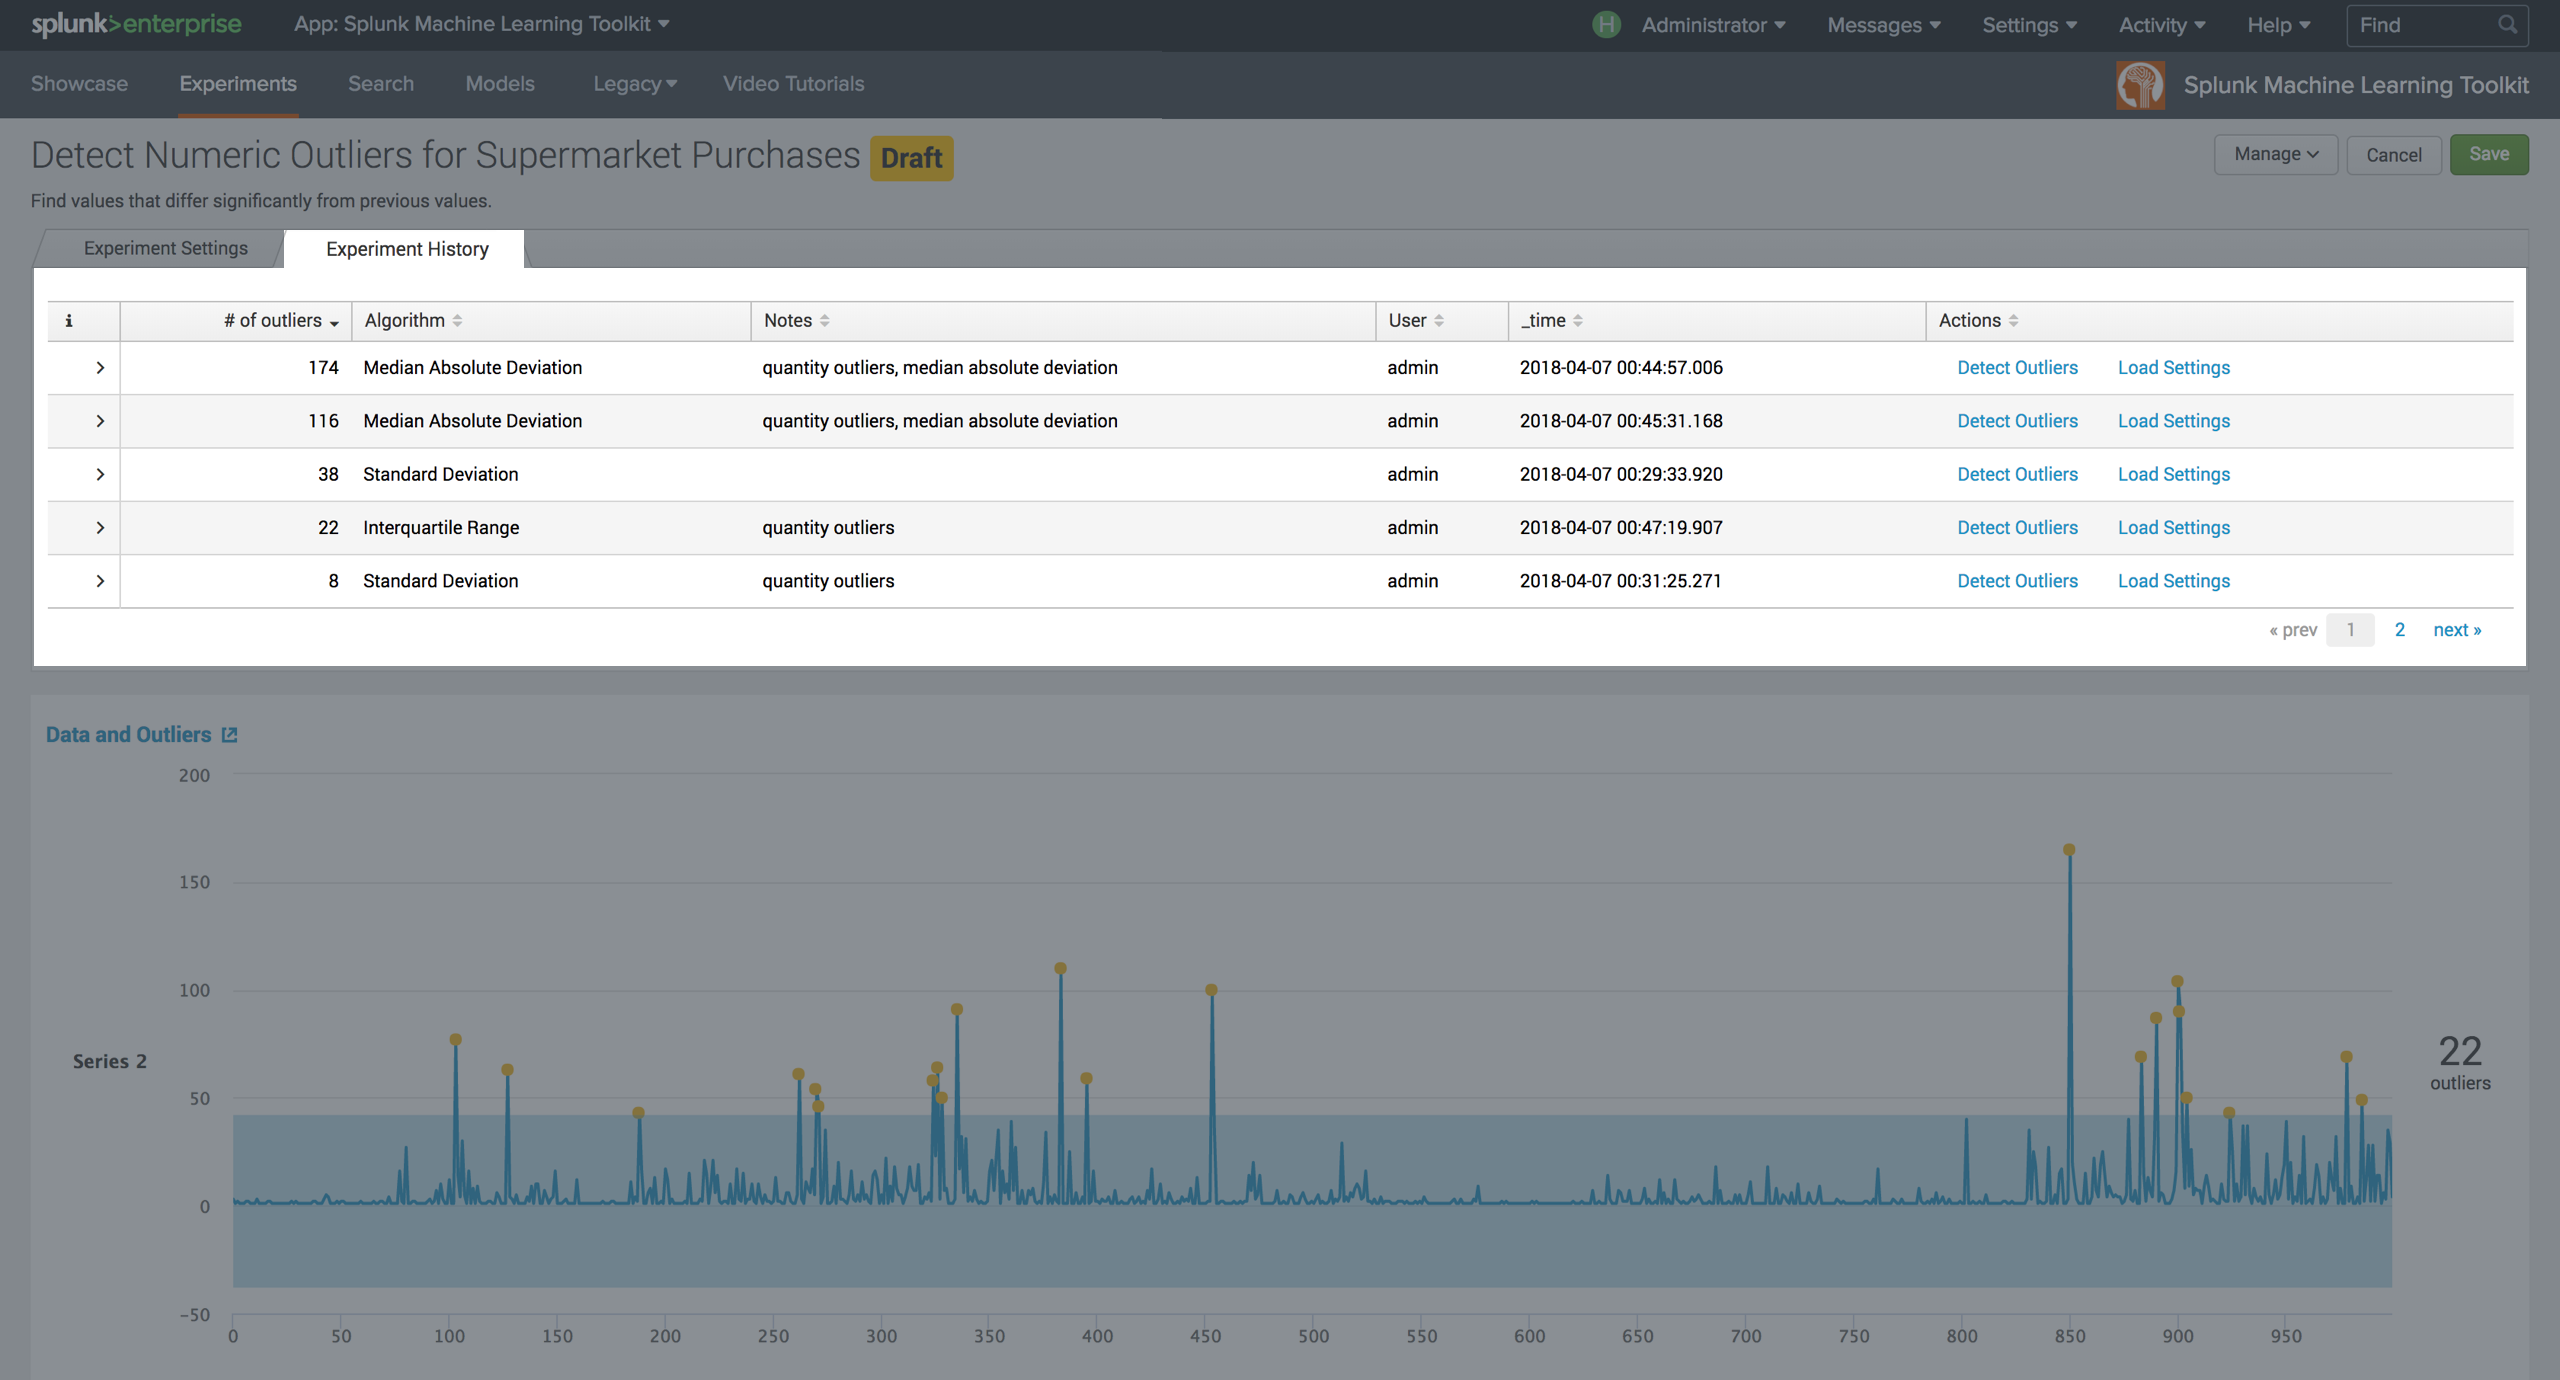 splunk>enterprise App: Splunk Machine Learning Toolkit H Administrator Messages Settings Activity Help Find
Showcase Experiments Search Models Legacy Video Tutorials Splunk Machine Learning Toolkit
Detect Numeric Outliers for Supermarket Purchases Draft Manage Cancel Save
Find values that differ significantly from previous values.
Experiment Settings Experiment History
i # of outliers Algorithm Notes User _time Actions
> 174 Median Absolute Deviation quantity outliers, median absolute deviation admin 2018-04-07 00:44:57.006 Detect Outliers Load Settings
> 116 Median Absolute Deviation quantity outliers, median absolute deviation admin 2018-04-07 00:45:31.168 Detect Outliers Load Settings
> 38 Standard Deviation admin 2018-04-07 00:29:33.920 Detect Outliers Load Settings
> 22 Interquartile Range quantity outliers admin 2018-04-07 00:47:19.907 Detect Outliers Load Settings
> 8 Standard Deviation quantity outliers admin 2018-04-07 00:31:25.271 Detect Outliers Load Settings
« prev 1 2 next »
Data and Outliers
200
150
100
50
0
-50
Series 2
22
outliers
0 50 100 150 200 250 300 350 400 450 500 550 600 650 700 750 800 850 900 950